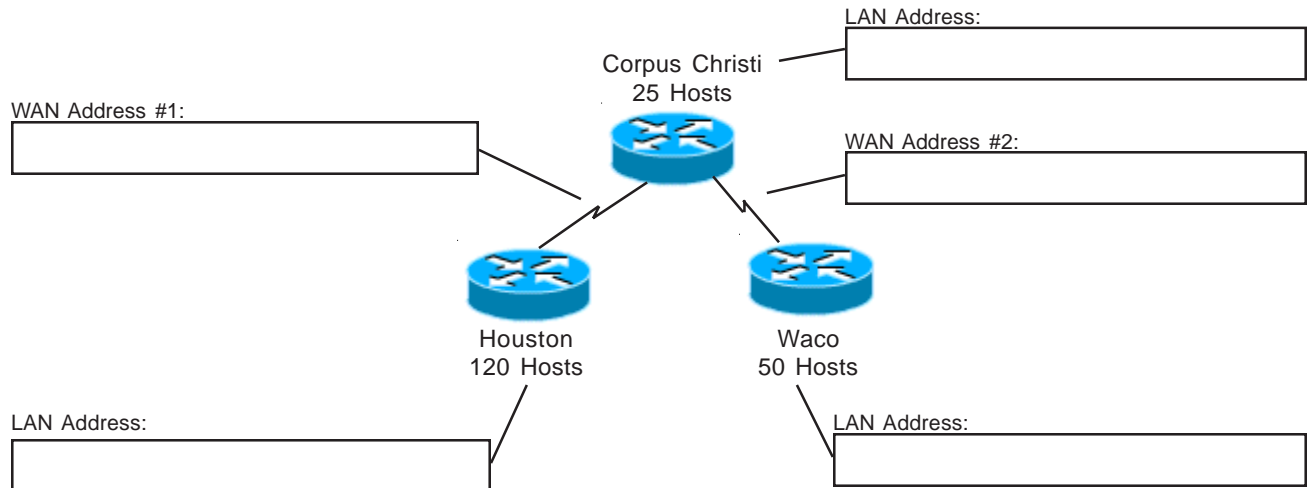 LAN Address:
Corpus Christi
25 Hosts
WAN Address #1:
WAN Address #2:
Houston
120 Hosts
Waco
50 Hosts
LAN Address:
LAN Address: